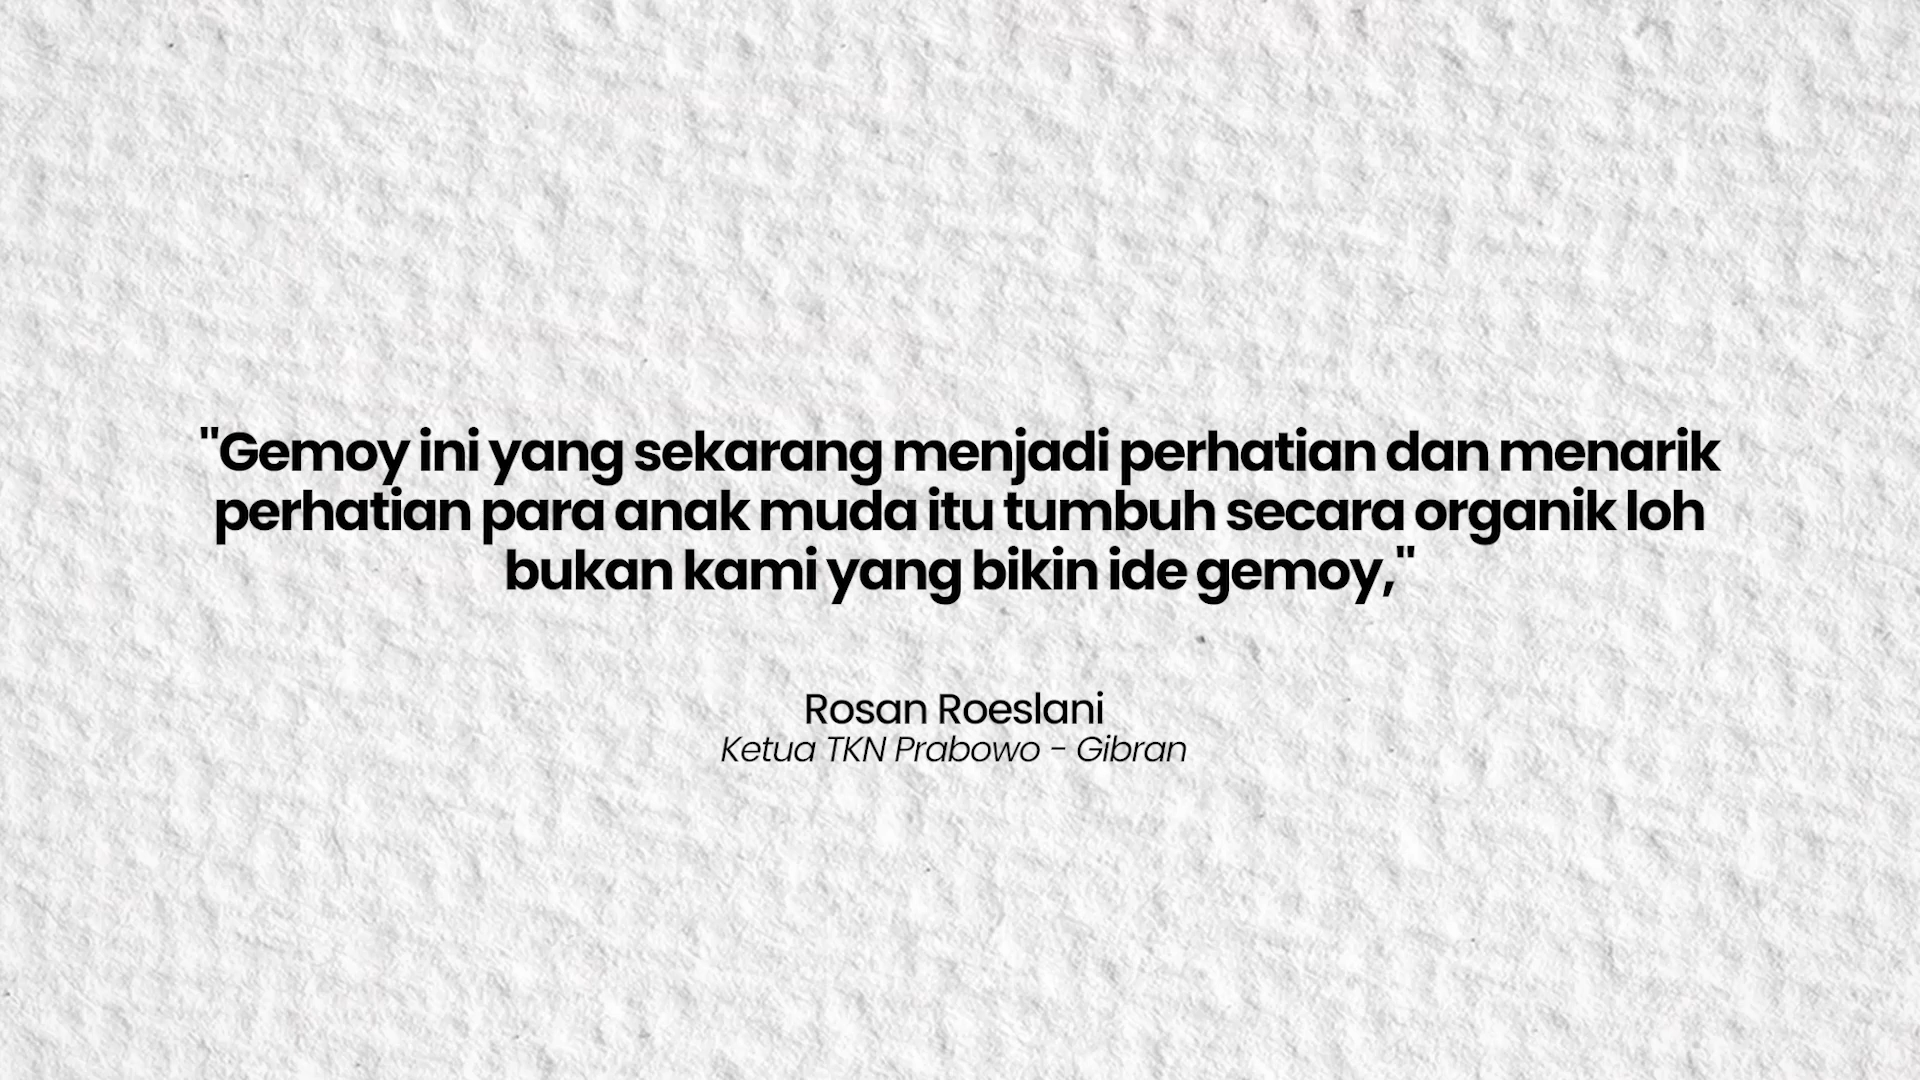 "Gemoy ini yang sekarang menjadi perhatian dan menarik
perhatian para anak muda itu tumbuh secara organik loh
bukan kami yang bikin ide gemoy,"
Rosan Roeslani
Ketua TKN Prabowo - Gibran